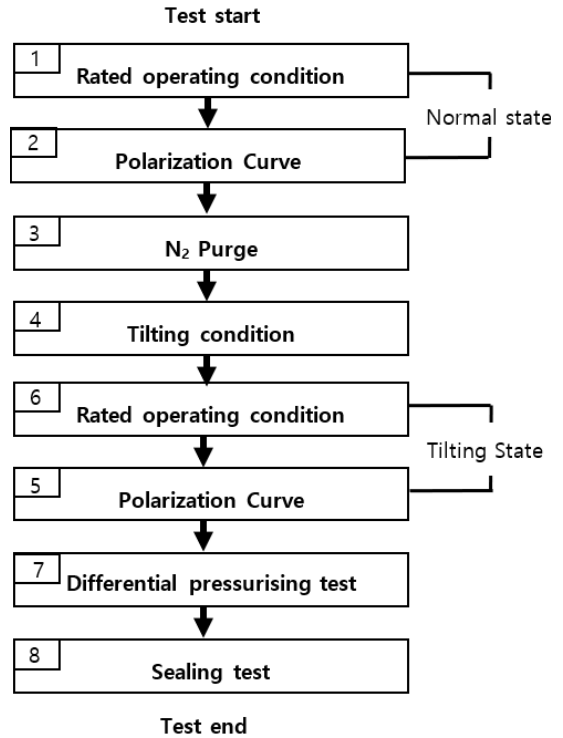 Test start
1
Rated operating condition
Normal state
2
Polarization Curve
3
N₂ Purge
4
Tilting condition
6
Rated operating condition
Tilting State
5
Polarization Curve
7
Differential pressurising test
8
Sealing test
Test end